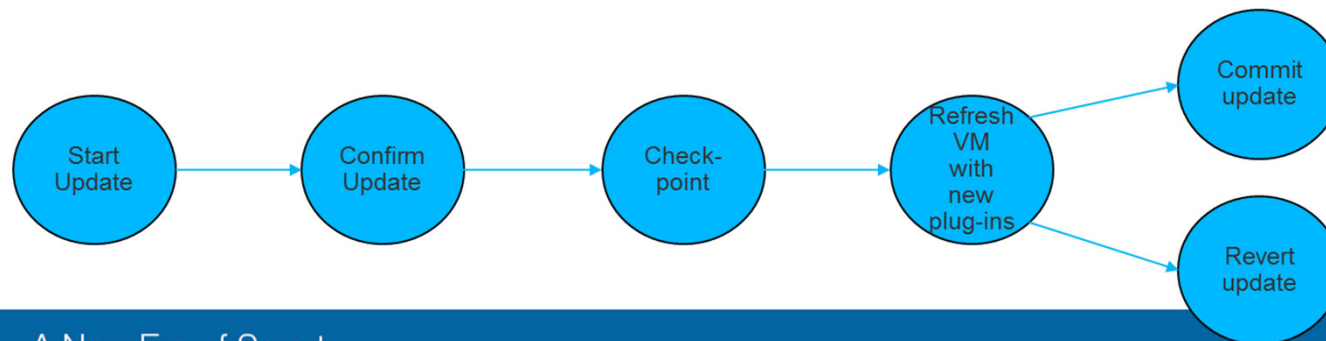 Start
Update
Confirm
Update
Check-
point
Refresh
VM
with
new
plug-ins
Commit
update
Revert
update